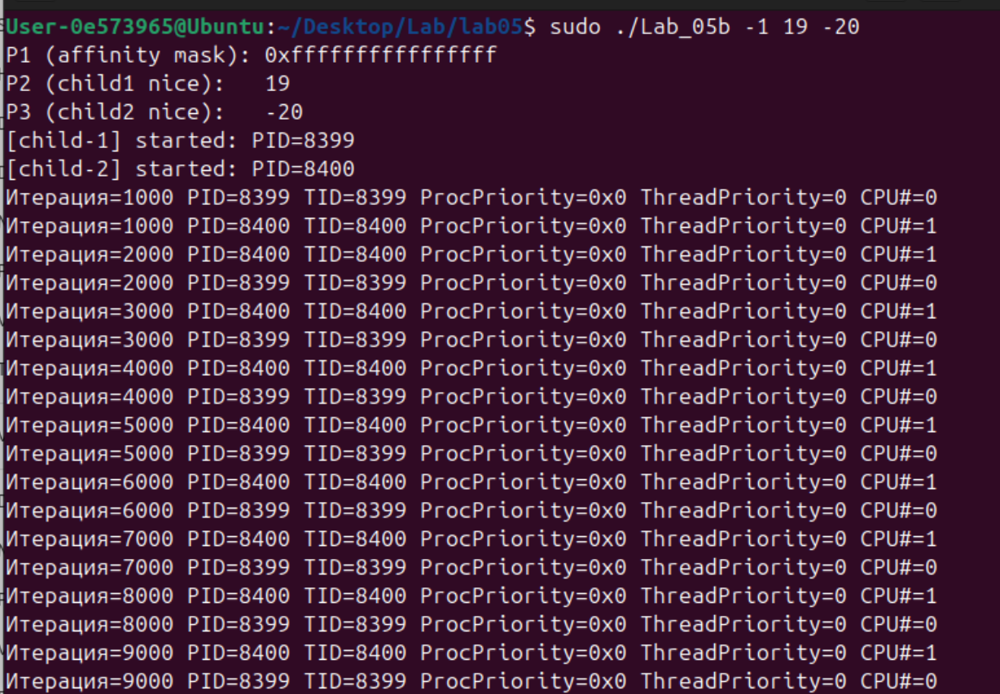 User-0e573965@Ubuntu:~/Desktop/Lab/lab05$ sudo ./Lab_05b -1 19 -20
P1 (affinity mask): 0xffffffffffffffff
P2 (child1 nice):   19
P3 (child2 nice):   -20
[child-1] started: PID=8399
[child-2] started: PID=8400
Итерация=1000 PID=8399 TID=8399 ProcPriority=0x0 ThreadPriority=0 CPU#=0
Итерация=1000 PID=8400 TID=8400 ProcPriority=0x0 ThreadPriority=0 CPU#=1
Итерация=2000 PID=8400 TID=8400 ProcPriority=0x0 ThreadPriority=0 CPU#=1
Итерация=2000 PID=8399 TID=8399 ProcPriority=0x0 ThreadPriority=0 CPU#=0
Итерация=3000 PID=8400 TID=8400 ProcPriority=0x0 ThreadPriority=0 CPU#=1
Итерация=3000 PID=8399 TID=8399 ProcPriority=0x0 ThreadPriority=0 CPU#=0
Итерация=4000 PID=8400 TID=8400 ProcPriority=0x0 ThreadPriority=0 CPU#=1
Итерация=4000 PID=8399 TID=8399 ProcPriority=0x0 ThreadPriority=0 CPU#=0
Итерация=5000 PID=8400 TID=8400 ProcPriority=0x0 ThreadPriority=0 CPU#=1
Итерация=5000 PID=8399 TID=8399 ProcPriority=0x0 ThreadPriority=0 CPU#=0
Итерация=6000 PID=8400 TID=8400 ProcPriority=0x0 ThreadPriority=0 CPU#=1
Итерация=6000 PID=8399 TID=8399 ProcPriority=0x0 ThreadPriority=0 CPU#=0
Итерация=7000 PID=8400 TID=8400 ProcPriority=0x0 ThreadPriority=0 CPU#=1
Итерация=7000 PID=8399 TID=8399 ProcPriority=0x0 ThreadPriority=0 CPU#=0
Итерация=8000 PID=8400 TID=8400 ProcPriority=0x0 ThreadPriority=0 CPU#=1
Итерация=8000 PID=8399 TID=8399 ProcPriority=0x0 ThreadPriority=0 CPU#=0
Итерация=9000 PID=8400 TID=8400 ProcPriority=0x0 ThreadPriority=0 CPU#=1
Итерация=9000 PID=8399 TID=8399 ProcPriority=0x0 ThreadPriority=0 CPU#=0